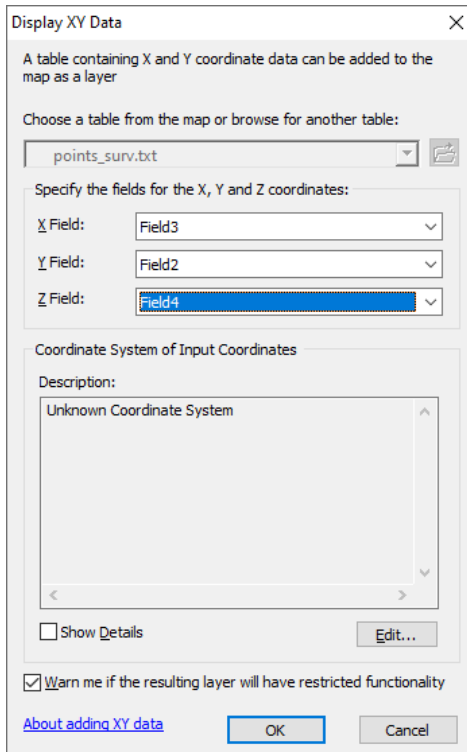 Display XY Data
A table containing X and Y coordinate data can be added to the
map as a layer
Choose a table from the map or browse for another table:
points_surv.txt
Specify the fields for the X, Y and Z coordinates:
X Field: Field3
Y Field: Field2
Z Field: Field4
Coordinate System of Input Coordinates
Description:
Unknown Coordinate System
Show Details Edit...
Warn me if the resulting layer will have restricted functionality
About adding XY data OK Cancel